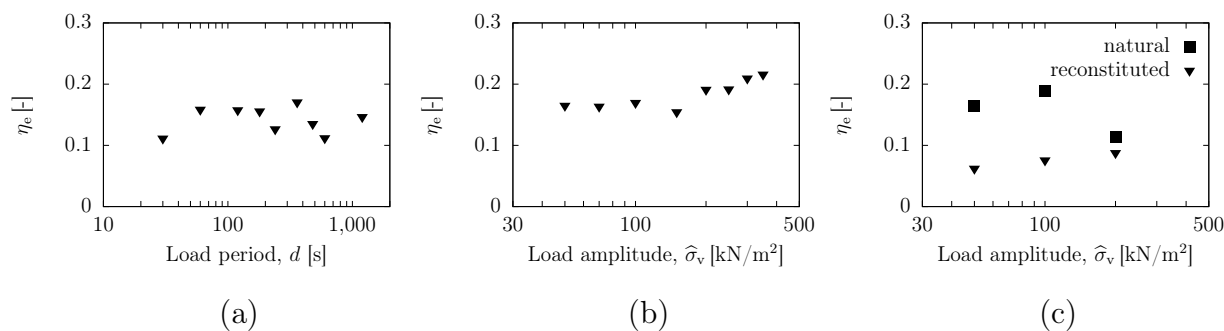 0.3
0.2
0.1
0
10
100
1,000
η_e [-]
Load period, d [s]
(a)
0.3
0.2
0.1
0
30
100
500
η_e [-]
Load amplitude, σ̂_v [kN/m²]
(b)
0.3
0.2
0.1
0
30
100
500
η_e [-]
natural
reconstituted
Load amplitude, σ̂_v [kN/m²]
(c)